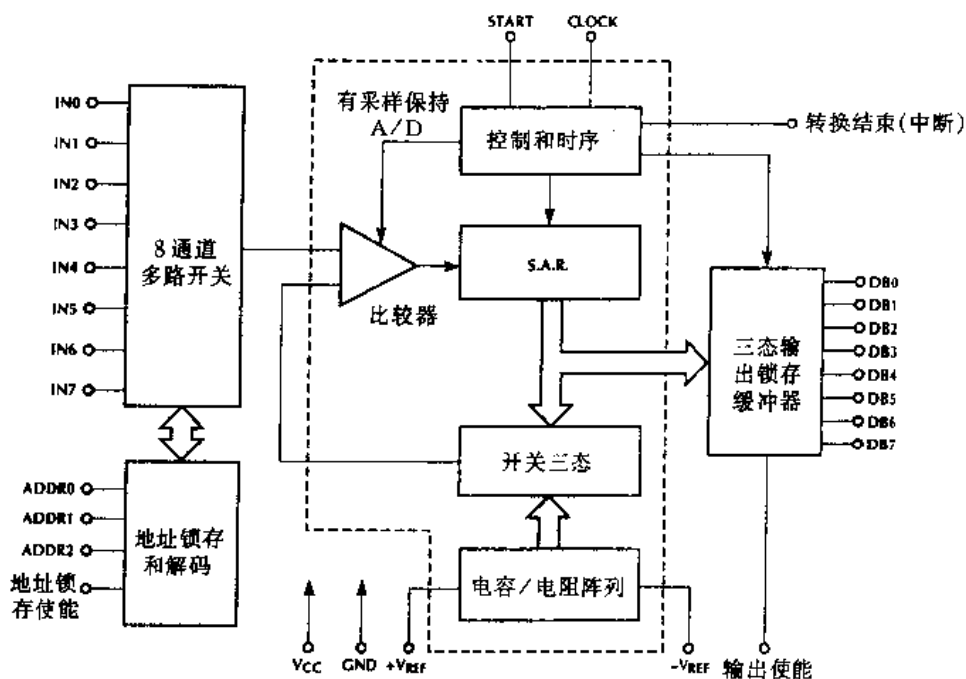 START
CLOCK
有采样保持
A/D
控制和时序
转换结束(中断)
IN0
IN1
IN2
IN3
IN4
IN5
IN6
IN7
8通道
多路开关
比较器
S.A.R.
三态输
出锁存
缓冲器
DB0
DB1
DB2
DB3
DB4
DB5
DB6
DB7
开关三态
ADDR0
ADDR1
ADDR2
地址锁
存使能
地址锁存
和解码
电容/电阻阵列
VCC
GND
+VREF
-VREF
输出使能